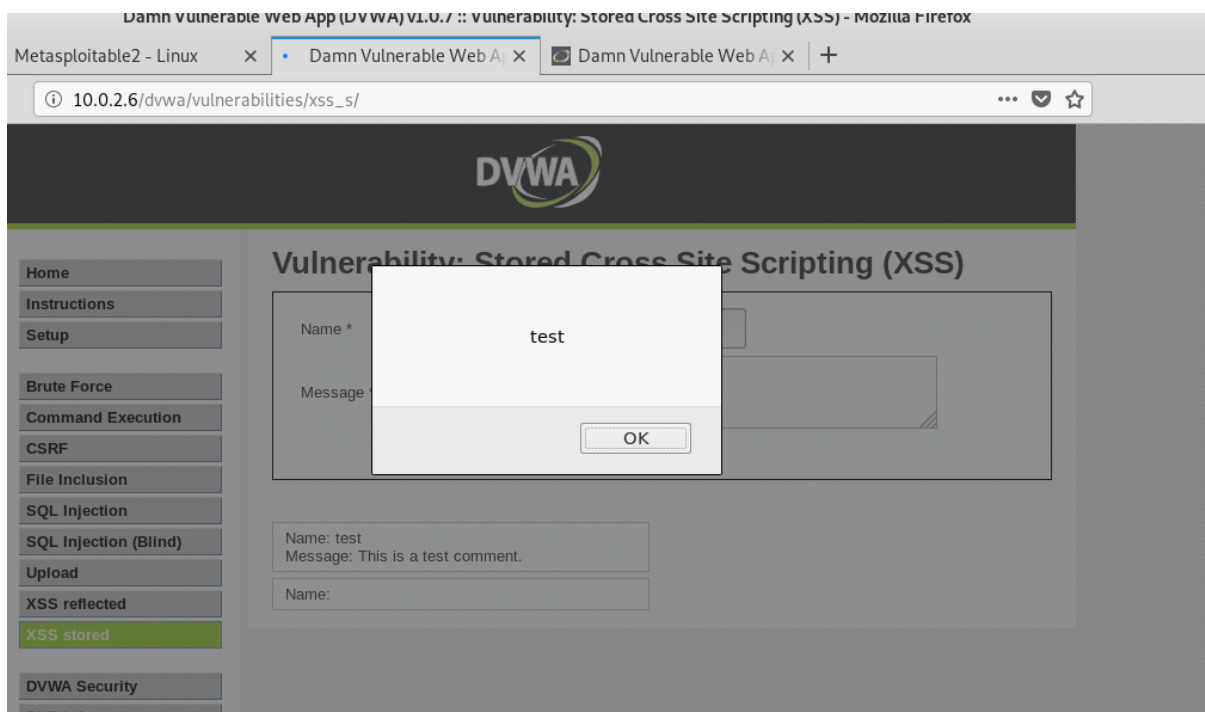 Damn Vulnerable Web App (DVWA) v1.0.7 :: Vulnerability: Stored Cross Site Scripting (XSS) - Mozilla Firefox
Metasploitable2 - Linux
Damn Vulnerable Web Ap
Damn Vulnerable Web Ap
10.0.2.6/dvwa/vulnerabilities/xss_s/
DVWA
Home
Instructions
Setup
Brute Force
Command Execution
CSRF
File Inclusion
SQL Injection
SQL Injection (Blind)
Upload
XSS reflected
XSS stored
DVWA Security
Vulnerability: Stored Cross Site Scripting (XSS)
Name *
Message
test
OK
Name: test
Message: This is a test comment.
Name: